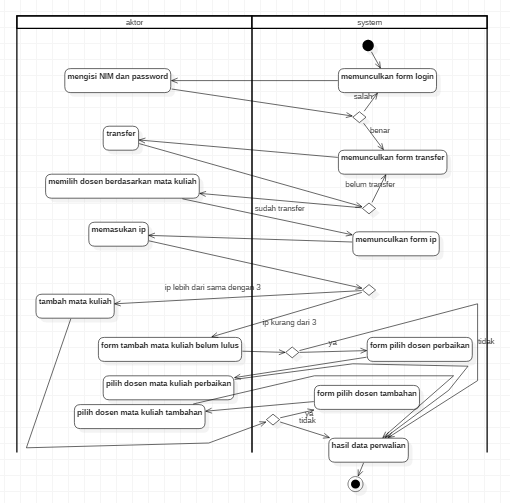 aktor
system
mengisi NIM dan password
memunculkan form login
salah
benar
transfer
memunculkan form transfer
memilih dosen berdasarkan mata kuliah
belum transfer
sudah transfer
memasukan ip
memunculkan form ip
ip lebih dari sama dengan 3
tambah mata kuliah
ip kurang dari 3
form tambah mata kuliah belum lulus
ya
form pilih dosen perbaikan
tidak
pilih dosen mata kuliah perbaikan
form pilih dosen tambahan
pilih dosen mata kuliah tambahan
ya
tidak
hasil data perwalian